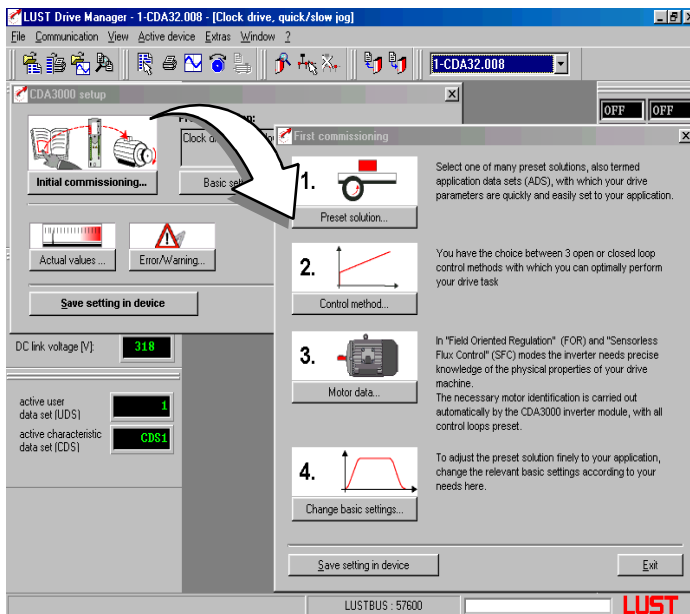 LUST Drive Manager - 1-CDA32.008 - [Clock drive, quick/slow jog]
File Communication View Active device Extras Window ?
1-CDA32.008
CDA3000 setup
OFF OFF
Clock
Initial commissioning...
Basic
Actual values ...
Error/Warning...
Save setting in device
DC link voltage [V]: 318
active user
data set (UDS)
1
active characteristic
data set (CDS)
CDS1
First commissioning
1.
Preset solution...
Select one of many preset solutions, also termed
application data sets (ADS), with which your drive
parameters are quickly and easily set to your application.
2.
Control method...
You have the choice between 3 open or closed loop
control methods with which you can optimally perform
your drive task
3.
Motor data...
In "Field Oriented Regulation" (FOR) and "Sensorless
Flux Control" (SFC) modes the inverter needs precise
knowledge of the physical properties of your drive
machine.
The necessary motor identification is carried out
automatically by the CDA3000 inverter module, with all
control loops preset.
4.
Change basic settings...
To adjust the preset solution finely to your application,
change the relevant basic settings according to your
needs here.
Save setting in device
Exit
LUSTBUS : 57600
LUST